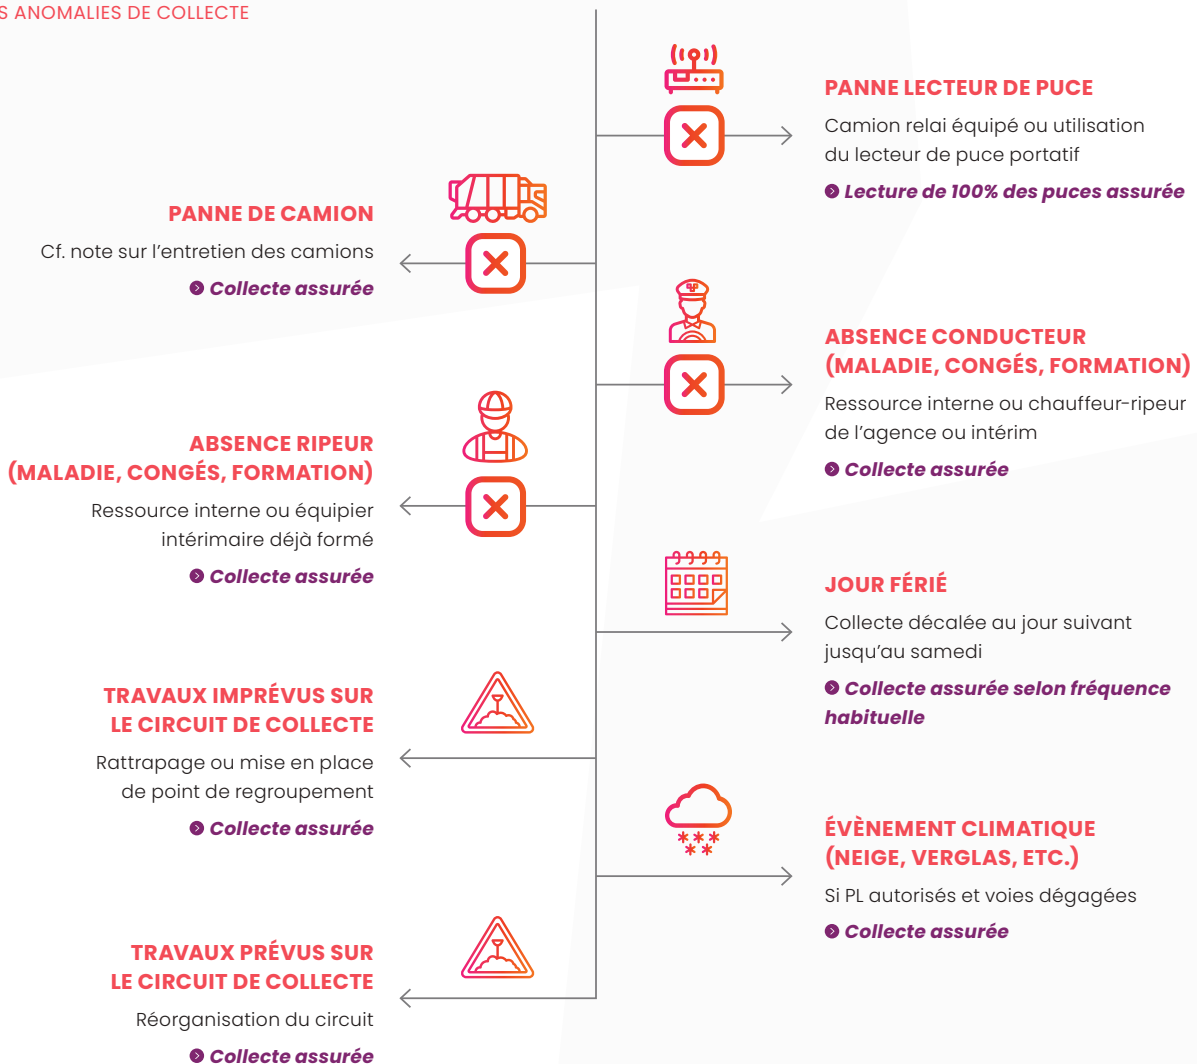 ANOMALIES DE COLLECTE
PANNE LECTEUR DE PUCE
Camion relai équipé ou utilisation
du lecteur de puce portatif
Lecture de 100% des puces assurée
PANNE DE CAMION
Cf. note sur l’entretien des camions
Collecte assurée
ABSENCE CONDUCTEUR
(MALADIE, CONGÉS, FORMATION)
Ressource interne ou chauffeur-ripeur
de l’agence ou intérim
Collecte assurée
ABSENCE RIPEUR
(MALADIE, CONGÉS, FORMATION)
Ressource interne ou équipier
intérimaire déjà formé
Collecte assurée
JOUR FÉRIÉ
Collecte décalée au jour suivant
jusqu’au samedi
Collecte assurée selon fréquence
habituelle
TRAVAUX IMPRÉVUS SUR
LE CIRCUIT DE COLLECTE
Rattrapage ou mise en place
de point de regroupement
Collecte assurée
ÉVÈNEMENT CLIMATIQUE
(NEIGE, VERGLAS, ETC.)
Si PL autorisés et voies dégagées
Collecte assurée
TRAVAUX PRÉVUS SUR
LE CIRCUIT DE COLLECTE
Réorganisation du circuit
Collecte assurée